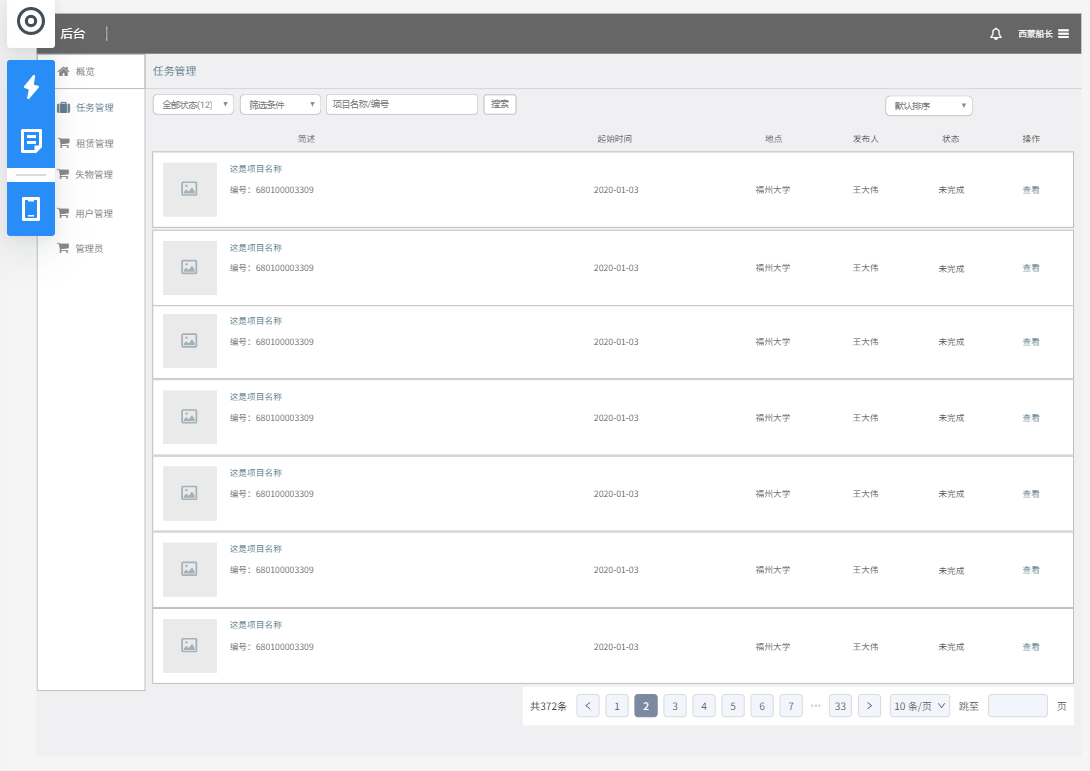 后台
西蒙船长
概览
任务管理
租赁管理
失物管理
用户管理
管理员
任务管理
全部状态(12) 筛选条件 项目名称/编号 搜索 默认排序
简述 起始时间 地点 发布人 状态 操作
这是项目名称
编号：680100003309 2020-01-03 福州大学 王大伟 未完成 查看
这是项目名称
编号：680100003309 2020-01-03 福州大学 王大伟 未完成 查看
这是项目名称
编号：680100003309 2020-01-03 福州大学 王大伟 未完成 查看
这是项目名称
编号：680100003309 2020-01-03 福州大学 王大伟 未完成 查看
这是项目名称
编号：680100003309 2020-01-03 福州大学 王大伟 未完成 查看
这是项目名称
编号：680100003309 2020-01-03 福州大学 王大伟 未完成 查看
这是项目名称
编号：680100003309 2020-01-03 福州大学 王大伟 未完成 查看
共372条 < 1 2 3 4 5 6 7 ··· 33 > 10 条/页 跳至 页